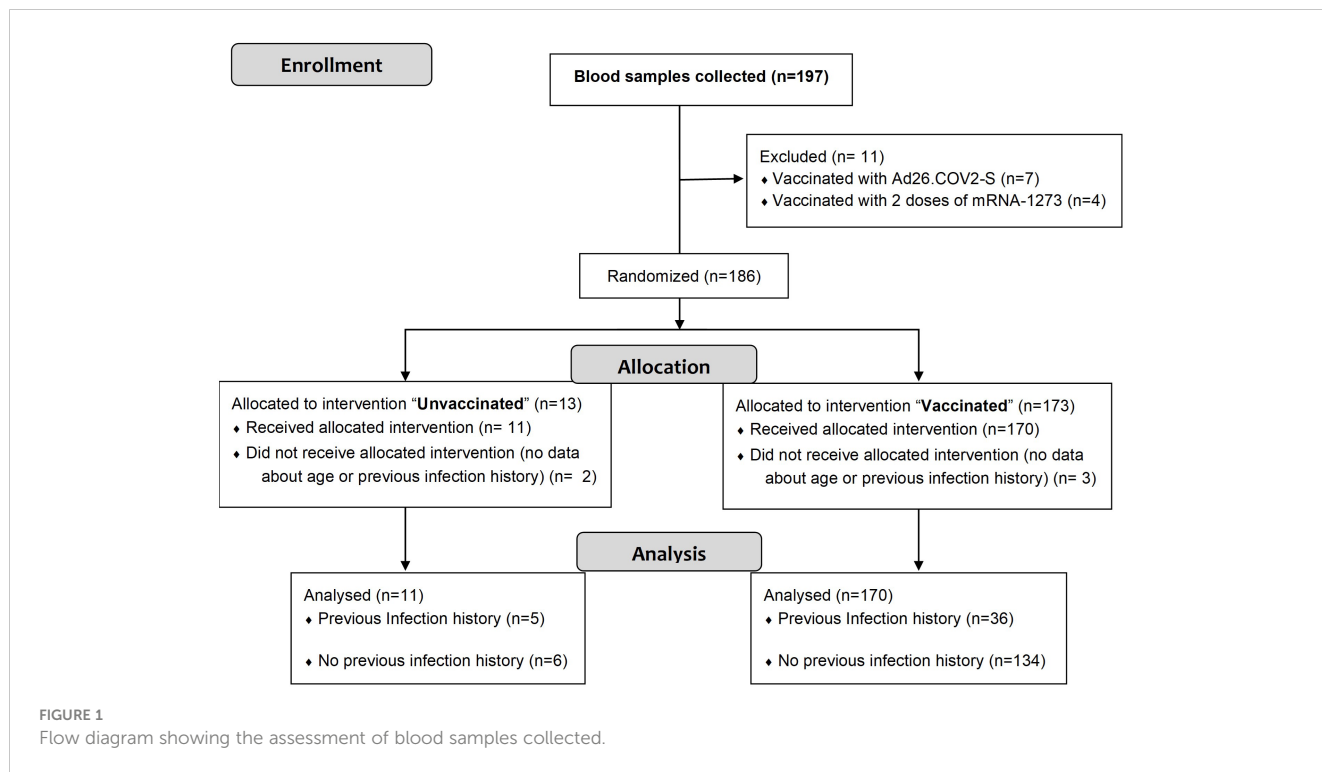 Enrollment
Blood samples collected (n=197)
Excluded (n= 11)
♦ Vaccinated with Ad26.COV2-S (n=7)
♦ Vaccinated with 2 doses of mRNA-1273 (n=4)
Randomized (n=186)
Allocation
Allocated to intervention “Unvaccinated” (n=13)
♦ Received allocated intervention (n= 11)
♦ Did not receive allocated intervention (no data
about age or previous infection history) (n=  2)
Allocated to intervention “Vaccinated” (n=173)
♦ Received allocated intervention (n=170)
♦ Did not receive allocated intervention (no data
about age or previous infection history) (n= 3)
Analysis
Analysed (n=11)
♦ Previous Infection history (n=5)
♦ No previous infection history (n=6)
Analysed (n=170)
♦ Previous Infection history (n=36)
♦ No previous infection history (n=134)
FIGURE 1
Flow diagram showing the assessment of blood samples collected.